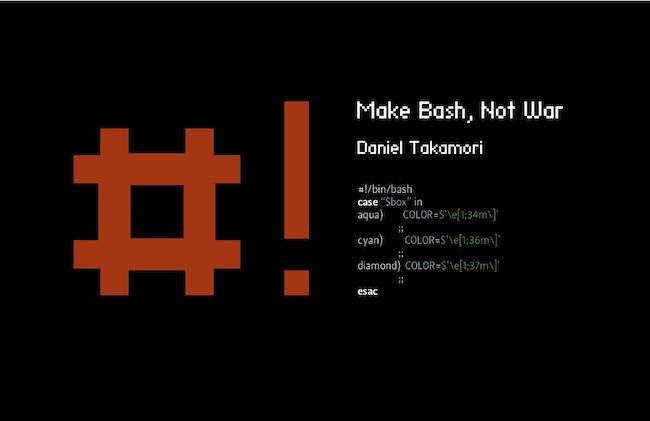 #!
Make Bash, Not War
Daniel Takamori
#!/bin/bash
case “$box” in
aqua) COLOR=$'\e[1;34m\]'
;;
cyan) COLOR=$'\e[1;36m\]'
;;
diamond) COLOR=$'\e[1;37m\]'
;;
esac